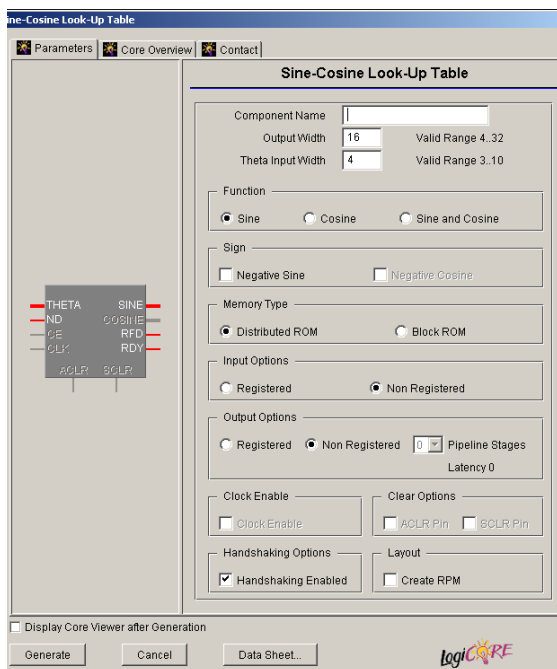 ine-Cosine Look-Up Table
Parameters Core Overview Contact
Sine-Cosine Look-Up Table
Component Name
Output Width 16 Valid Range 4..32
Theta Input Width 4 Valid Range 3..10
Function
Sine Cosine Sine and Cosine
Sign
Negative Sine Negative Cosine
Memory Type
Distributed ROM Block ROM
Input Options
Registered Non Registered
Output Options
Registered Non Registered 0 Pipeline Stages
Latency 0
Clock Enable Clear Options
Clock Enable ACLR Pin SCLR Pin
Handshaking Options Layout
Handshaking Enabled Create RPM
THETA SINE
ND COSINE
CE RFD
CLK RDY
ACLR SCLR
Display Core Viewer after Generation
Generate Cancel Data Sheet... LogiCORE